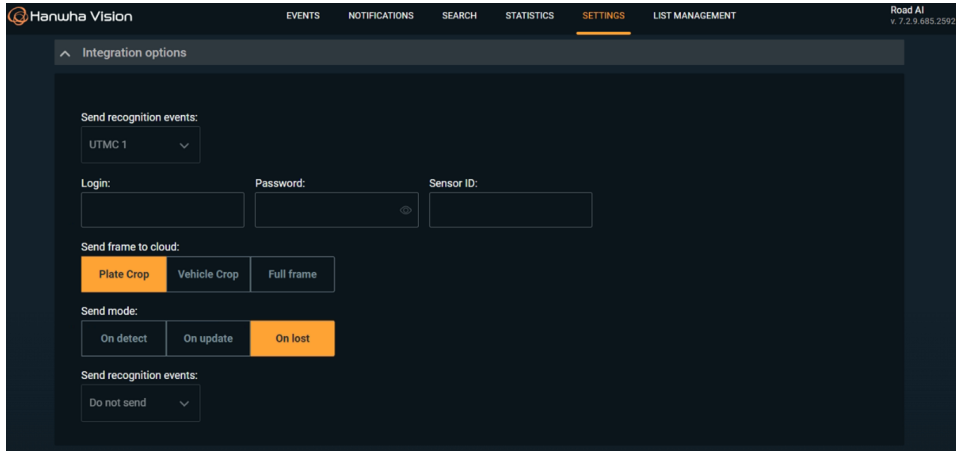 Hanwha Vision
EVENTS NOTIFICATIONS SEARCH STATISTICS SETTINGS LIST MANAGEMENT
Road AI
v. 7.2.9.685.2592
Integration options
Send recognition events:
UTMC 1
Login: Password: Sensor ID:
Send frame to cloud:
Plate Crop Vehicle Crop Full frame
Send mode:
On detect On update On lost
Send recognition events:
Do not send